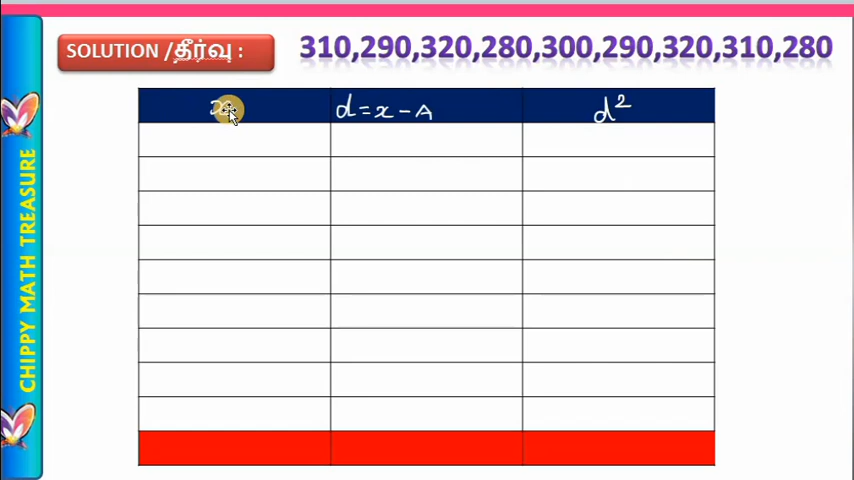 SOLUTION /தீர்வு :
310,290,320,280,300,290,320,310,280
x
d=x-A
d²
CHIPPY MATH TREASURE